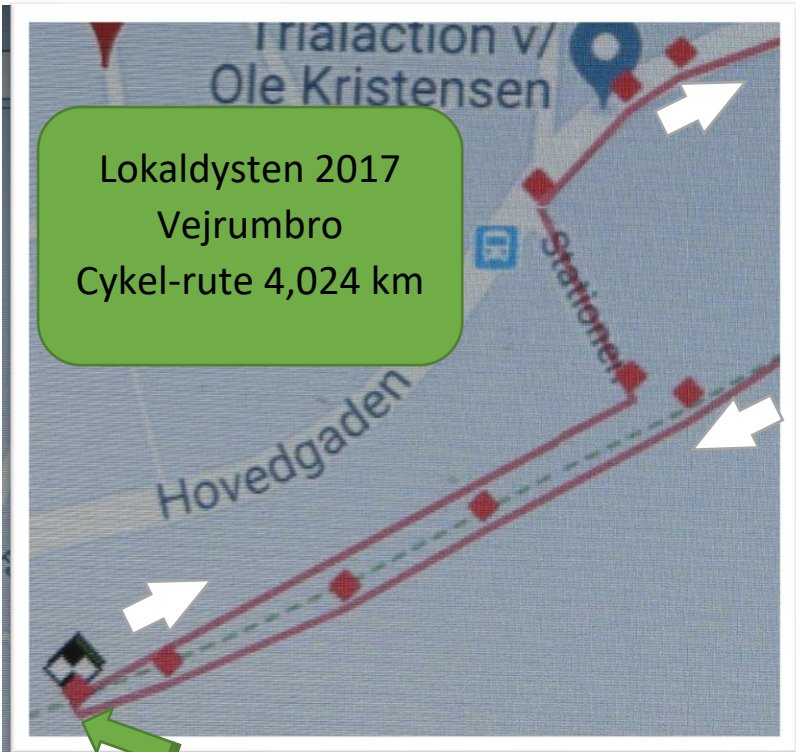 Trialaction v/
Ole Kristensen
Lokaldysten 2017
Vejrumbro
Cykel-rute 4,024 km
Stationen
Hovedgaden